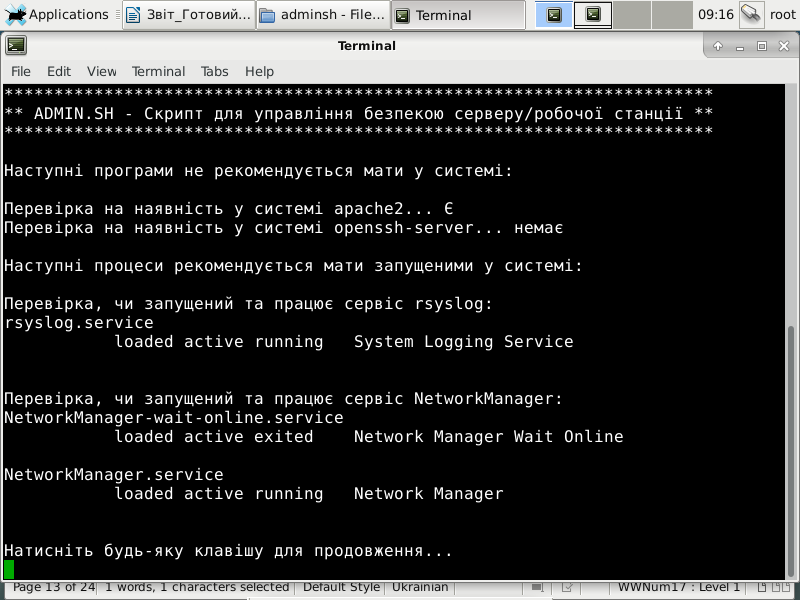 Applications
Звіт_Готовий...
adminsh - File...
Terminal
09:16
root
Terminal
File Edit View Terminal Tabs Help
***********************************************************************
** ADMIN.SH - Скрипт для управління безпекою серверу/робочої станції **
***********************************************************************
Наступні програми не рекомендується мати у системі:
Перевірка на наявність у системі apache2... Є
Перевірка на наявність у системі openssh-server... немає
Наступні процеси рекомендується мати запущеними у системі:
Перевірка, чи запущений та працює сервіс rsyslog:
rsyslog.service
loaded active running System Logging Service
Перевірка, чи запущений та працює сервіс NetworkManager:
NetworkManager-wait-online.service
loaded active exited Network Manager Wait Online
NetworkManager.service
loaded active running Network Manager
Натисніть будь-яку клавішу для продовження...
Page 13 of 24 1 words, 1 characters selected Default Style Ukrainian WWNum17 : Level 1